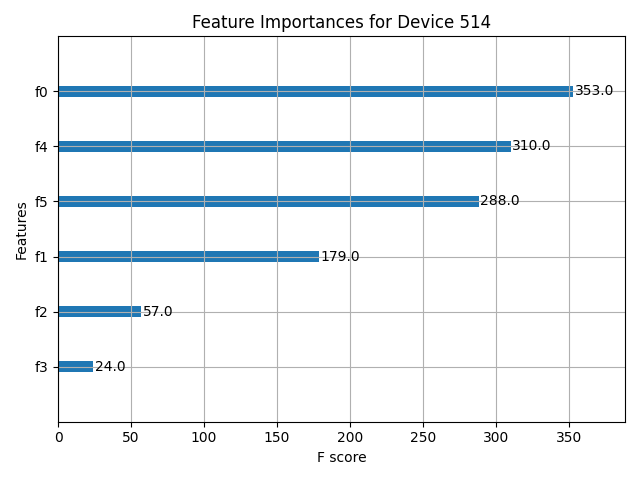 Feature Importances for Device 514
Features
f0
353.0
f4
310.0
f5
288.0
f1
179.0
f2
57.0
f3
24.0
0 50 100 150 200 250 300 350
F score